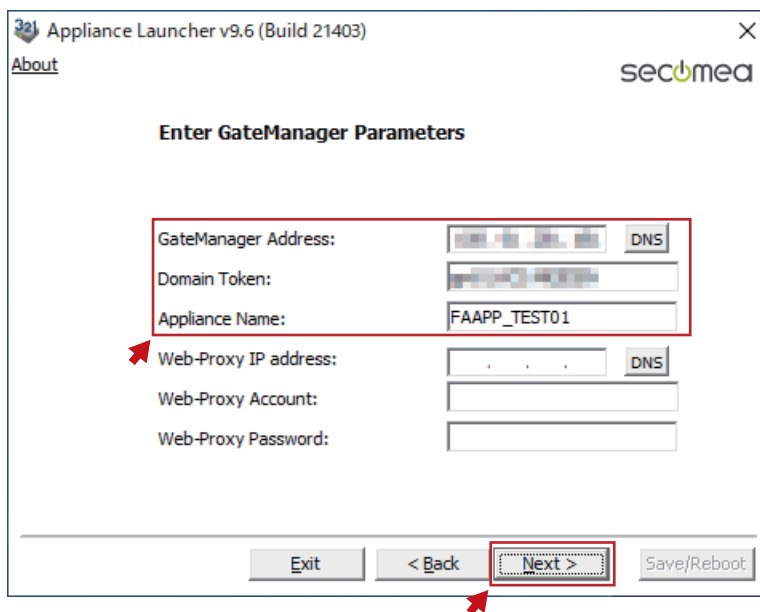 Appliance Launcher v9.6 (Build 21403)
About
secomea
Enter GateManager Parameters
GateManager Address: DNS
Domain Token:
Appliance Name: FAAPP_TEST01
Web-Proxy IP address: . . . DNS
Web-Proxy Account:
Web-Proxy Password:
Exit < Back Next > Save/Reboot